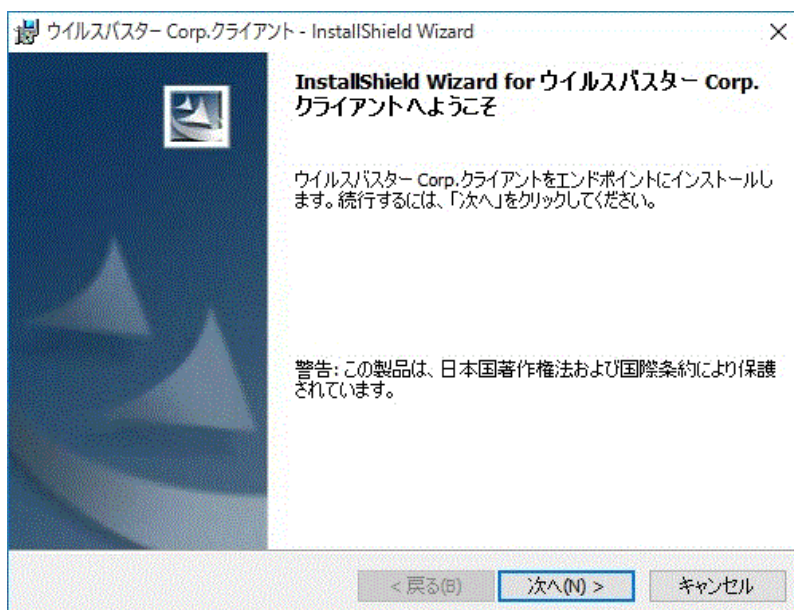 ウイルスバスター Corp.クライアント - InstallShield Wizard
InstallShield Wizard for ウイルスバスター Corp.
クライアントへようこそ
ウイルスバスター Corp.クライアントをエンドポイントにインストールし
ます。続行するには、「次へ」をクリックしてください。
警告: この製品は、日本国著作権法および国際条約により保護
されています。
< 戻る(B)
次へ(N) >
キャンセル